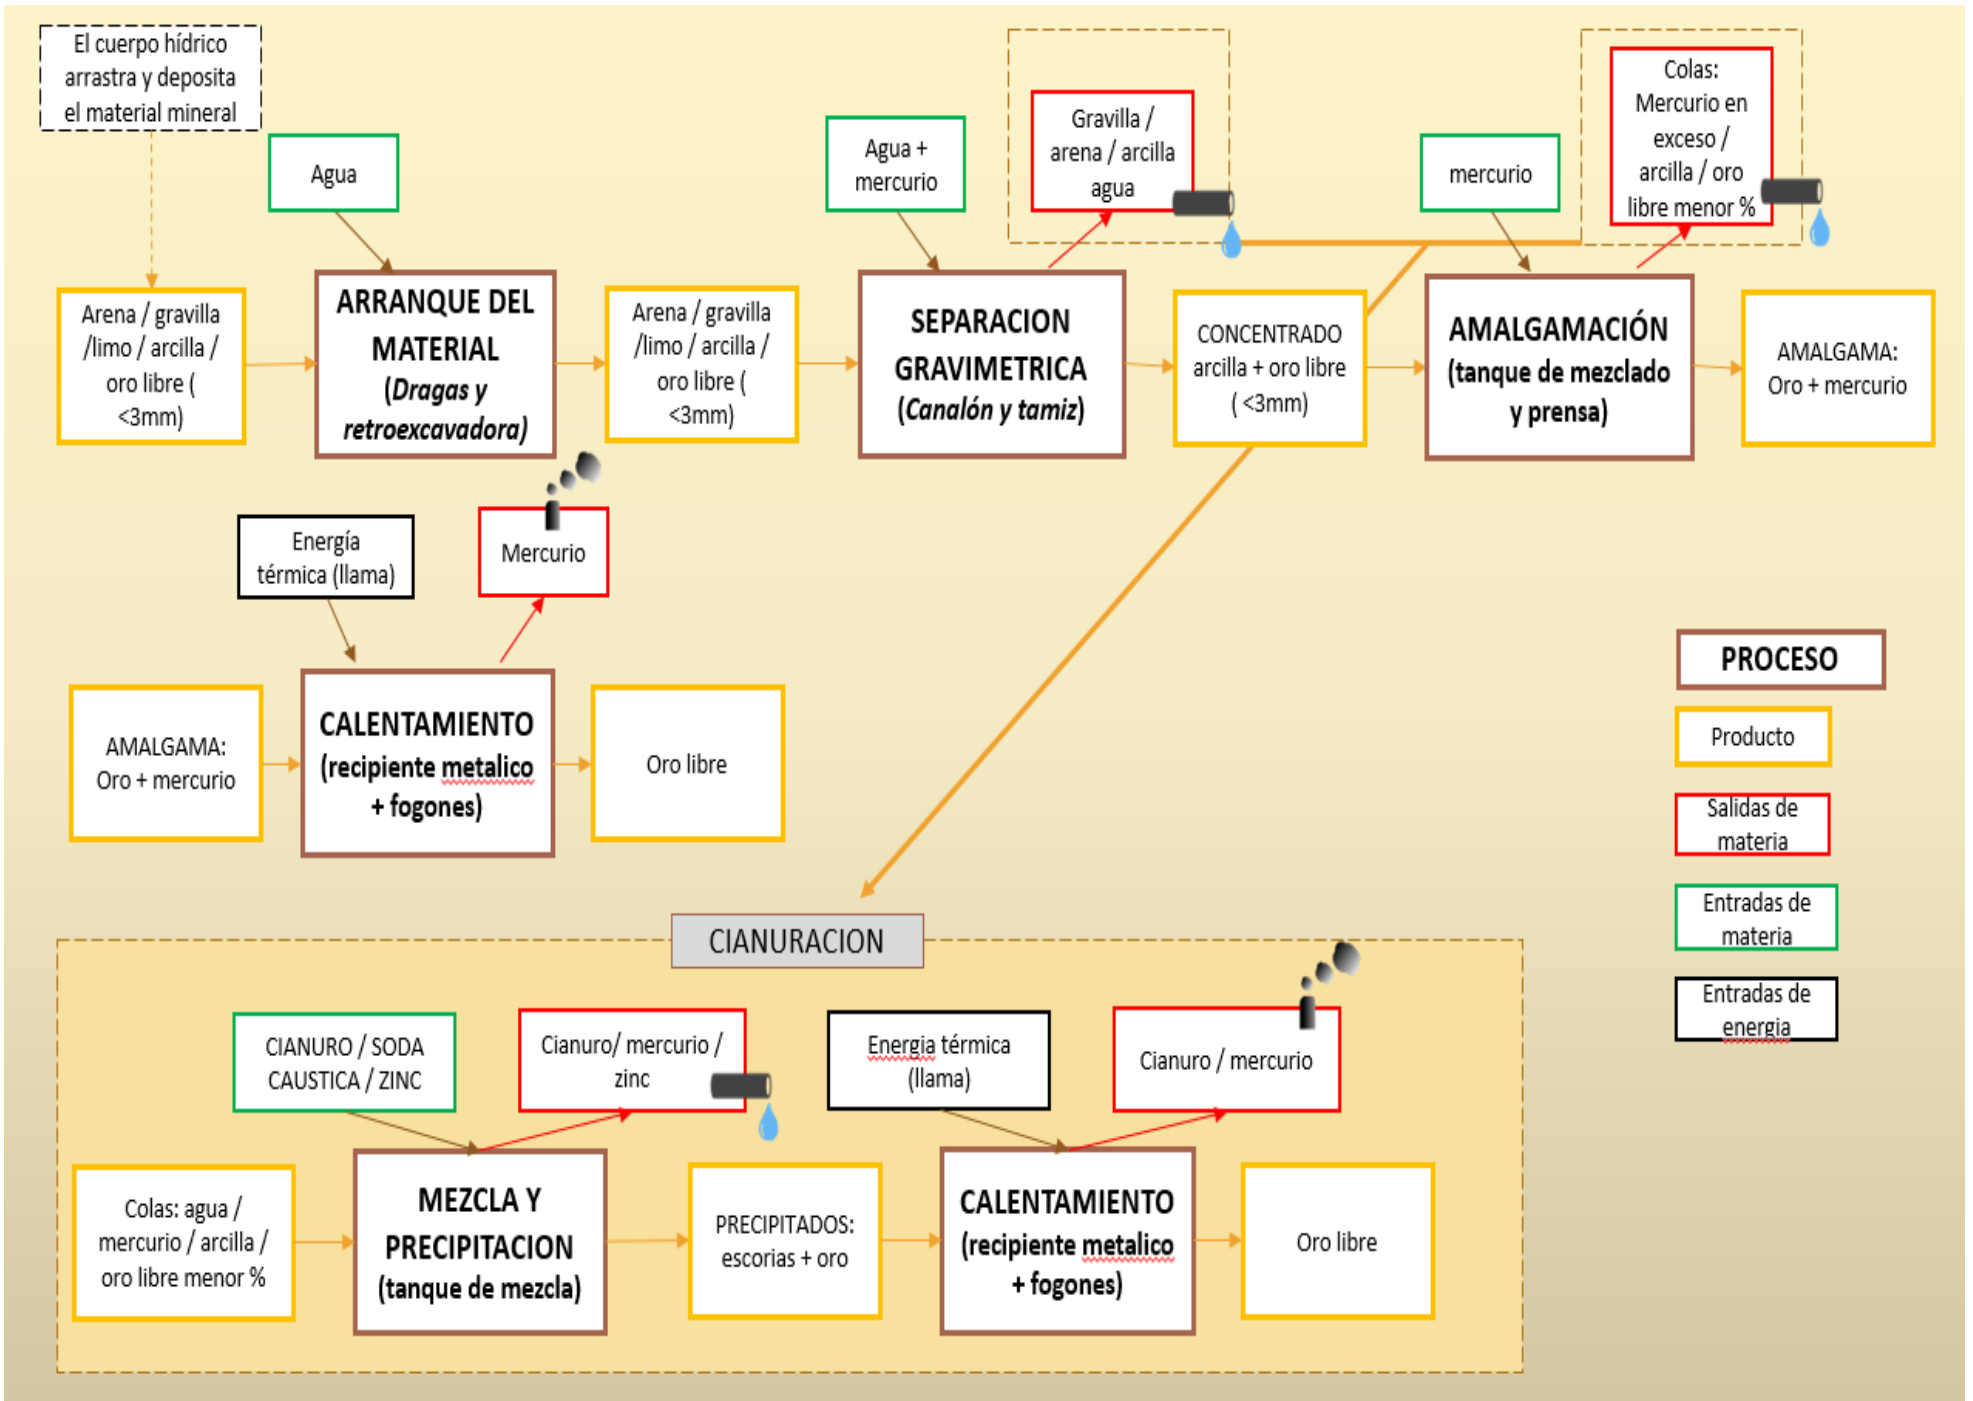 El cuerpo hídrico
arrastra y deposita
el material mineral
Agua
Agua +
mercurio
Gravilla /
arena / arcilla
agua
mercurio
Colas:
Mercurio en
exceso /
arcilla / oro
libre menor %
Arena / gravilla
/limo / arcilla /
oro libre (
<3mm)
ARRANQUE DEL
MATERIAL
(Dragas y
retroexcavadora)
Arena / gravilla
/limo / arcilla /
oro libre (
<3mm)
SEPARACION
GRAVIMETRICA
(Canalón y tamiz)
CONCENTRADO
arcilla + oro libre
( <3mm)
AMALGAMACIÓN
(tanque de mezclado
y prensa)
AMALGAMA:
Oro + mercurio
Energía
térmica (llama)
Mercurio
AMALGAMA:
Oro + mercurio
CALENTAMIENTO
(recipiente metalico
+ fogones)
Oro libre
PROCESO
Producto
Salidas de
materia
Entradas de
materia
Entradas de
energia
CIANURACION
CIANURO / SODA
CAUSTICA / ZINC
Cianuro/ mercurio /
zinc
Energia térmica
(llama)
Cianuro / mercurio
Colas: agua /
mercurio / arcilla /
oro libre menor %
MEZCLA Y
PRECIPITACION
(tanque de mezcla)
PRECIPITADOS:
escorias + oro
CALENTAMIENTO
(recipiente metalico
+ fogones)
Oro libre